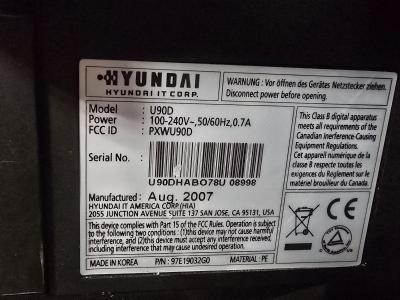 HYUNDAI
HYUNDAI IT CORP.
WARNING : Vor öffnen des Gerätes Netzstecker ziehen.
Disconnect power before opening.
Model : U90D
Power : 100-240V~,50/60Hz,0.7A
FCC ID : PXWU90D
Serial No.
U90DHABO78U 08998
This Class B digital apparatus
meets all requirements of the
Canadian Interference-Causing
Equipment Regulations.
Cet appareil numérique de la
classe B respecte toutes les
exigences du Reglement sur le
matériel brouilleur du Canada.
Manufactured : Aug. 2007
HYUNDAI IT AMERICA CORP.(HIA)
2055 JUNCTION AVENUE SUITE 137 SAN JOSE, CA 95131, USA
This device complies with Part 15 of the FCC Rules. Operation is subject
to the following two conditions: (1) this device may not cause harmful
interference, and (2) this device must accept any interference
received, including interference that may cause undesired operation.
MADE IN KOREA
P/N : 97E19032G0
MATERIAL : PE